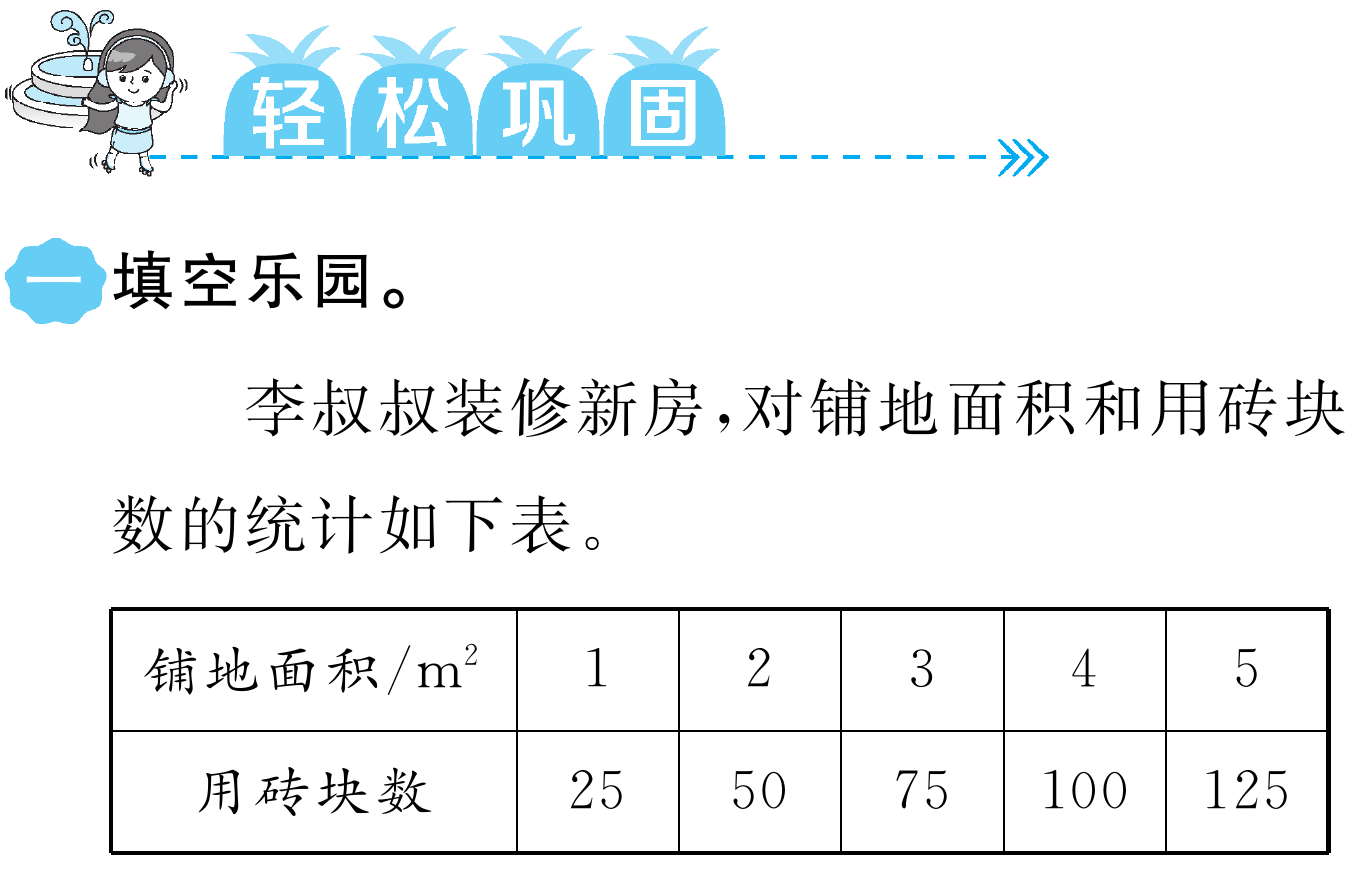 轻松巩固
一 填空乐园。
李叔叔装修新房,对铺地面积和用砖块
数的统计如下表。
铺地面积/m² 1 2 3 4 5
用砖块数 25 50 75 100 125